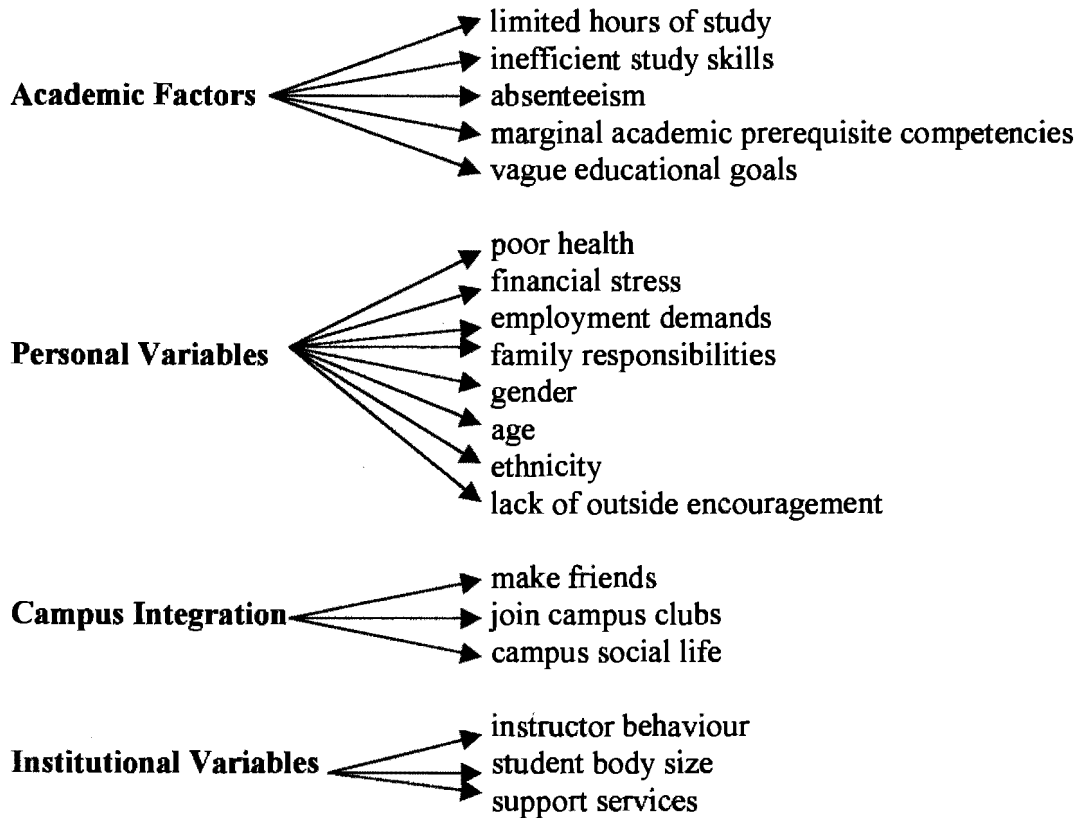 limited hours of study
inefficient study skills
Academic Factors
absenteeism
marginal academic prerequisite competencies
vague educational goals
poor health
financial stress
employment demands
Personal Variables
family responsibilities
gender
age
ethnicity
lack of outside encouragement
make friends
Campus Integration
join campus clubs
campus social life
instructor behaviour
Institutional Variables
student body size
support services